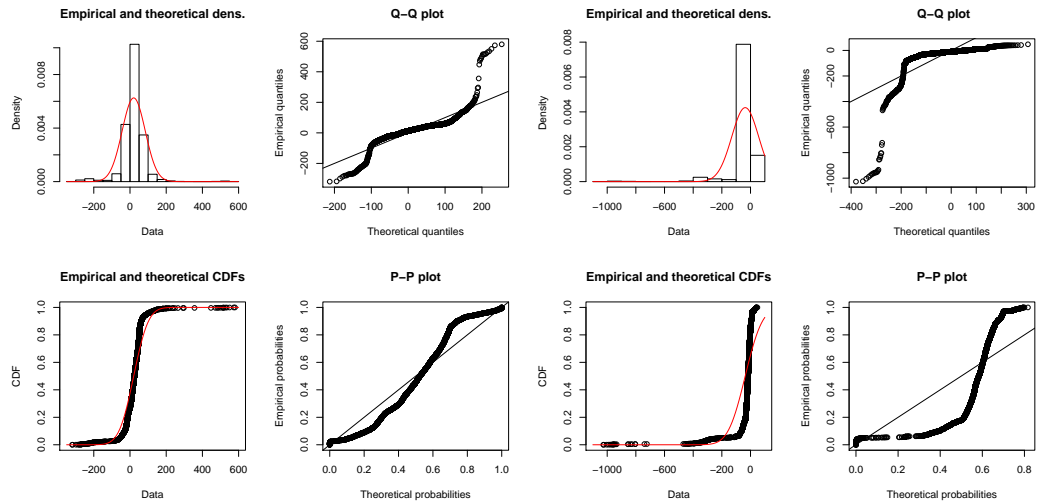 Empirical and theoretical dens.
Density
0.000 0.004 0.008
−200 0 200 400 600
Data
Q−Q plot
Empirical quantiles
−200 0 200 400 600
−200 −100 0 100 200
Theoretical quantiles
Empirical and theoretical dens.
Density
0.000 0.002 0.004 0.006 0.008
−1000 −600 −200 0
Data
Q−Q plot
Empirical quantiles
−1000 −600 −400 −200 0
−400 −300 −200 −100 0 100 300
Theoretical quantiles
Empirical and theoretical CDFs
CDF
0.0 0.2 0.4 0.6 0.8 1.0
−200 0 200 400 600
Data
P−P plot
Empirical probabilities
0.0 0.2 0.4 0.6 0.8 1.0
0.0 0.2 0.4 0.6 0.8 1.0
Theoretical probabilities
Empirical and theoretical CDFs
CDF
0.0 0.2 0.4 0.6 0.8 1.0
−1000 −600 −200 0
Data
P−P plot
Empirical probabilities
0.0 0.2 0.4 0.6 0.8 1.0
0.0 0.2 0.4 0.6 0.8
Theoretical probabilities